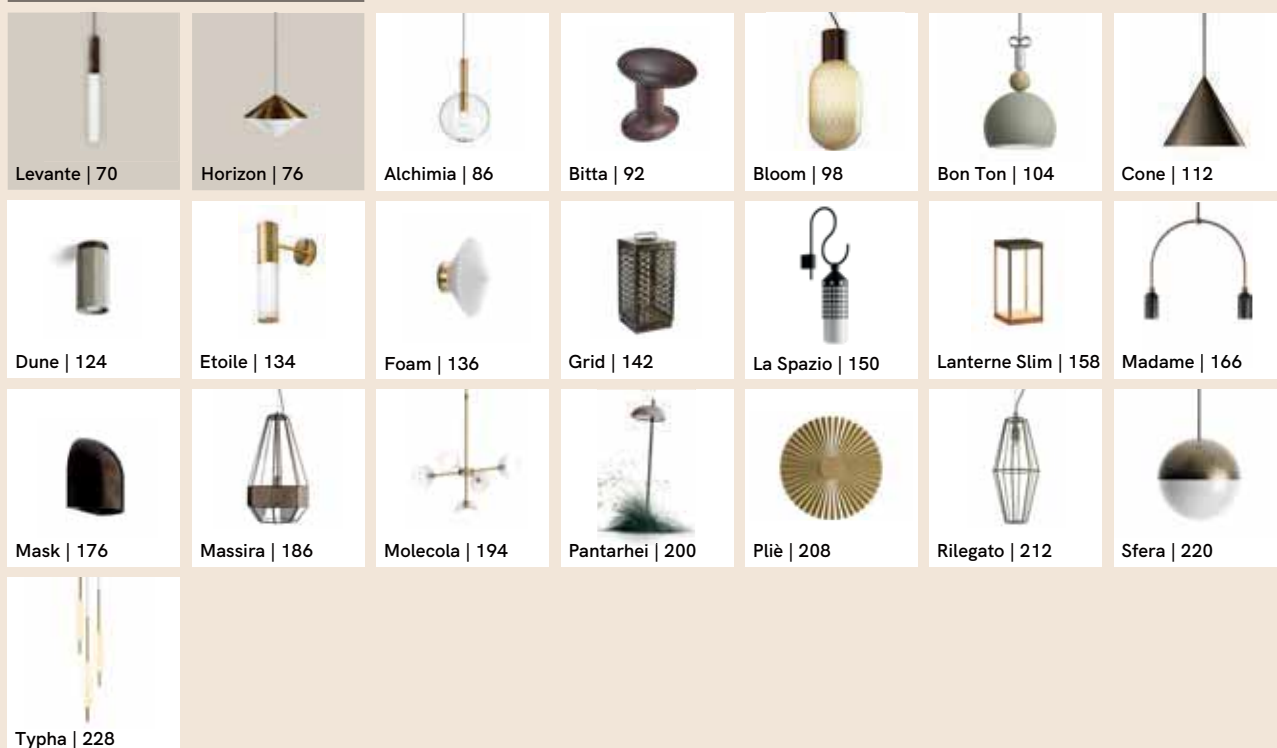 Levante | 70
Horizon | 76
Alchimia | 86
Bitta | 92
Bloom | 98
Bon Ton | 104
Cone | 112
Dune | 124
Etoile | 134
Foam | 136
Grid | 142
La Spazio | 150
Lanterne Slim | 158
Madame | 166
Mask | 176
Massira | 186
Molecola | 194
Pantarhei | 200
Pliè | 208
Rilegato | 212
Sfera | 220
Typha | 228